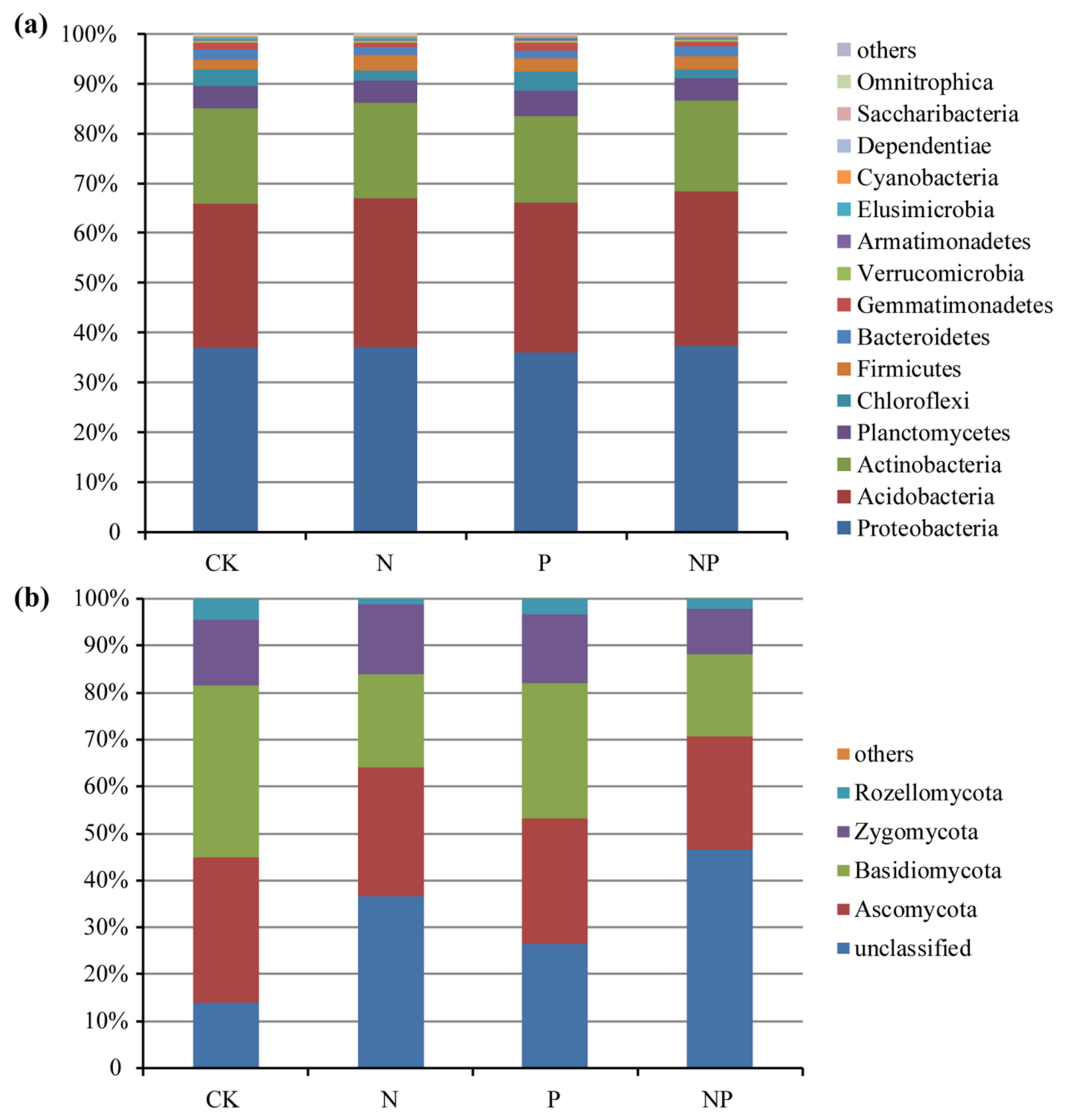 (a)
100%
90%
80%
70%
60%
50%
40%
30%
20%
10%
0
CK N P NP
others
Omnitrophica
Saccharibacteria
Dependentiae
Cyanobacteria
Elusimicrobia
Armatimonadetes
Verrucomicrobia
Gemmatimonadetes
Bacteroidetes
Firmicutes
Chloroflexi
Planctomycetes
Actinobacteria
Acidobacteria
Proteobacteria
(b)
100%
90%
80%
70%
60%
50%
40%
30%
20%
10%
0
CK N P NP
others
Rozellomycota
Zygomycota
Basidiomycota
Ascomycota
unclassified